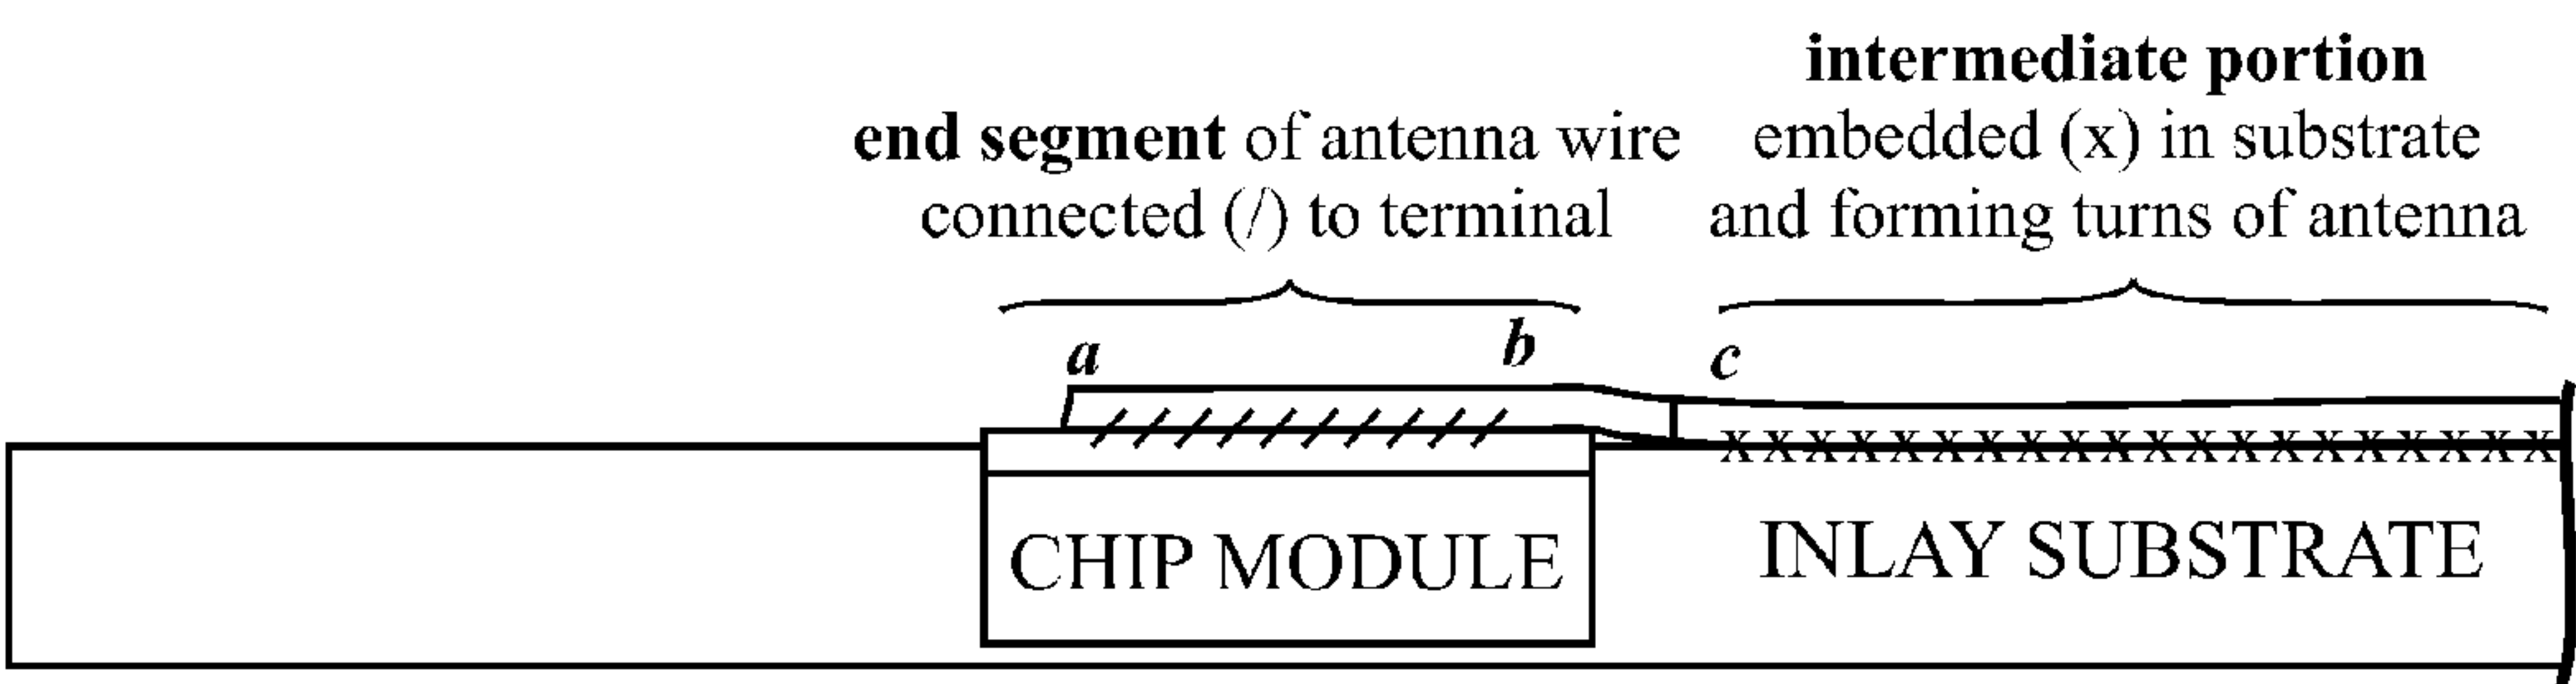 intermediate portion
end segment of antenna wire
embedded (x) in substrate
connected (/) to terminal
and forming turns of antenna
a
b
c
x x x x x x x x x x x x x x x x x x x x
CHIP MODULE
INLAY SUBSTRATE